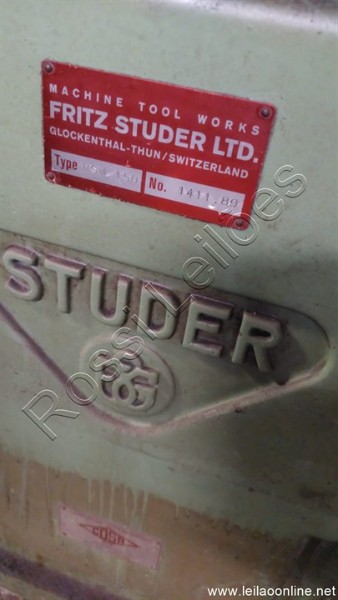 MACHINE TOOL WORKS
FRITZ STUDER LTD.
GLOCKENTHAL-THUN/SWITZERLAND
Type
No. 1411.89
STUDER
COSA
Rossi Leilões
www.leilaoonline.net